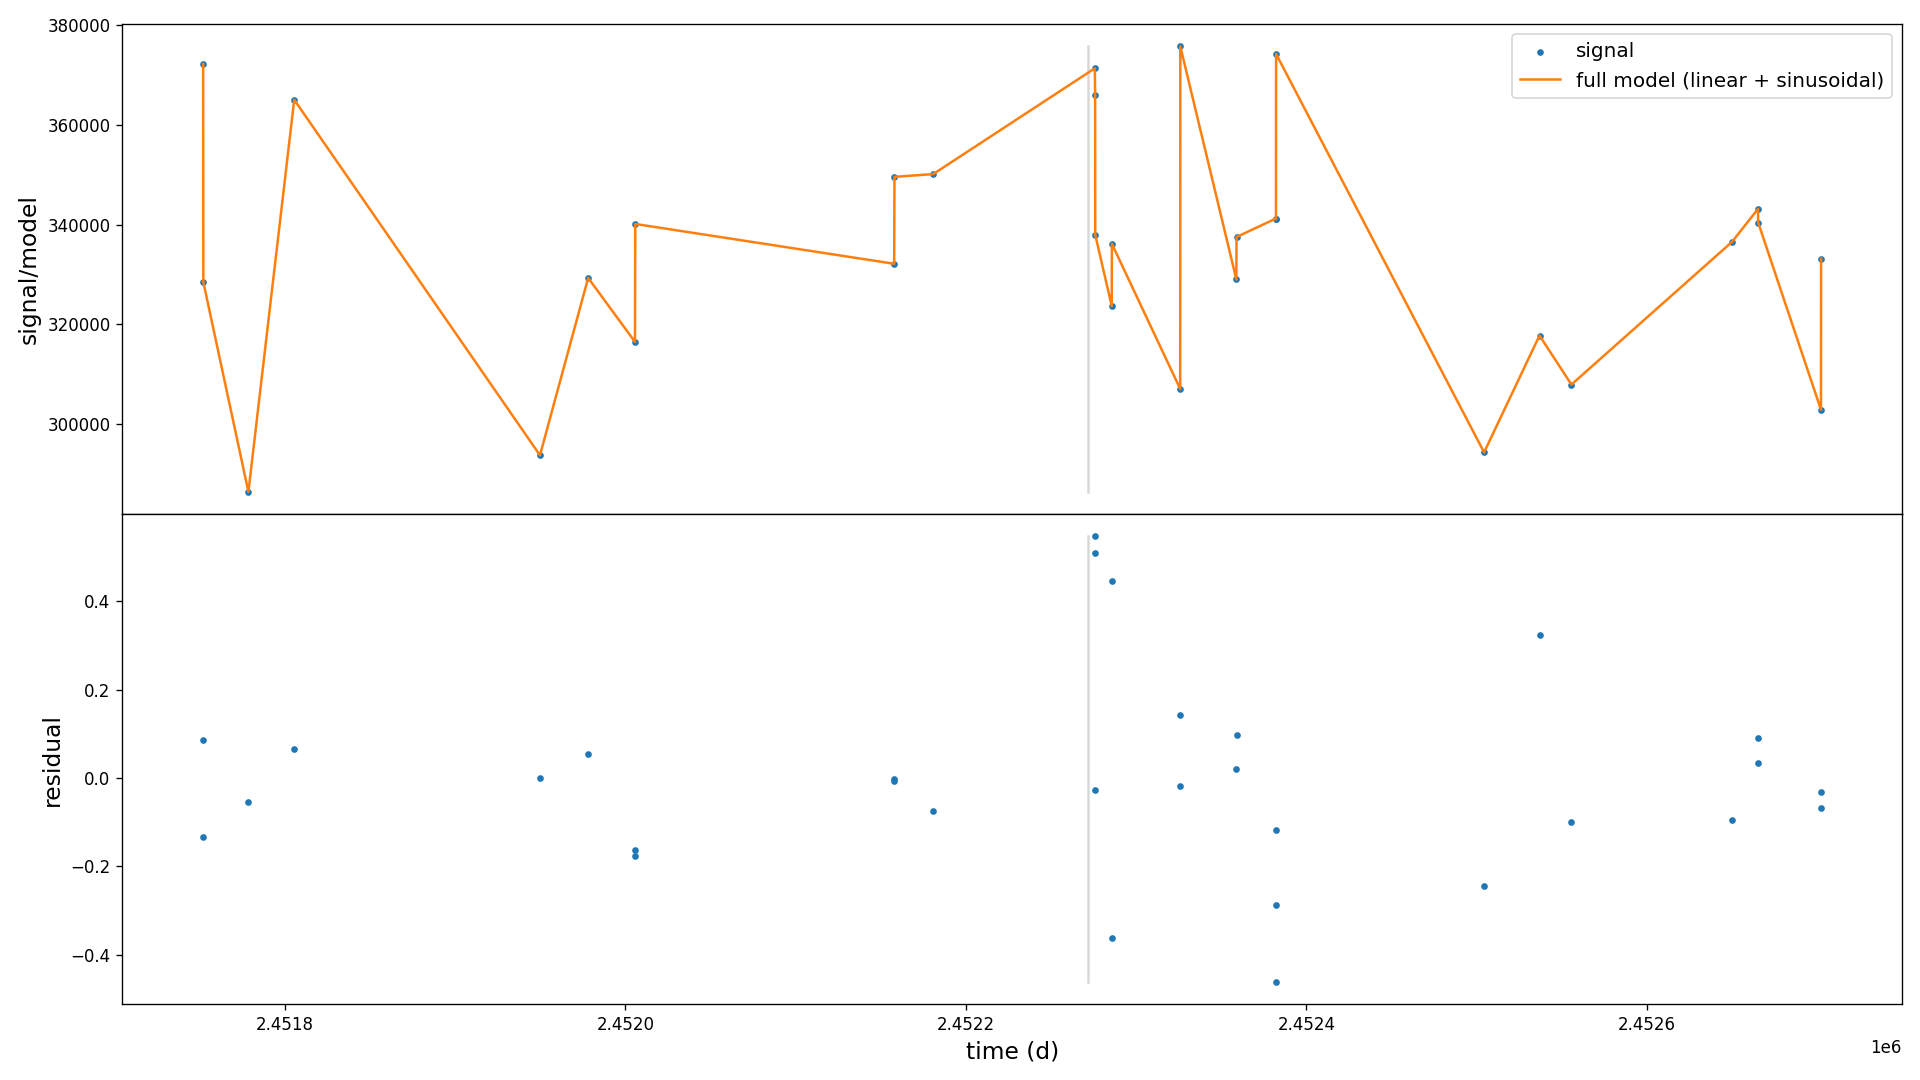 380000
360000
340000
320000
300000
signal/model
signal
full model (linear + sinusoidal)
0.4
0.2
0.0
−0.2
−0.4
residual
2.4518
2.4520
2.4522
2.4524
2.4526
1e6
time (d)